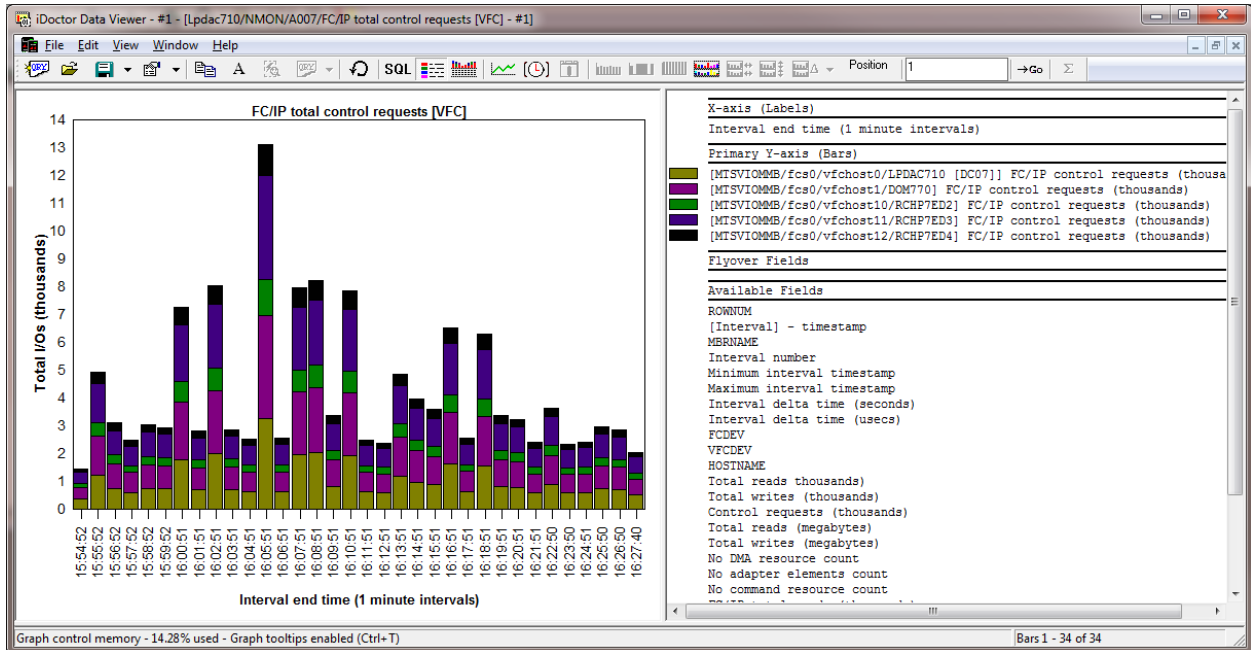 iDoctor Data Viewer - #1 - [Lpdac710/NMON/A007/FC/IP total control requests [VFC] - #1]
File Edit View Window Help
QRY A QRY SQL Position 1 →Go Σ
FC/IP total control requests [VFC]
Total I/Os (thousands)
14
13
12
11
10
9
8
7
6
5
4
3
2
1
0
15:54:52
15:55:52
15:56:52
15:57:52
15:58:52
15:59:52
16:00:51
16:01:51
16:02:51
16:03:51
16:04:51
16:05:51
16:06:51
16:07:51
16:08:51
16:09:51
16:10:51
16:11:51
16:12:51
16:13:51
16:14:51
16:15:51
16:16:51
16:17:51
16:18:51
16:19:51
16:20:51
16:21:51
16:22:50
16:23:50
16:24:51
16:25:50
16:26:50
16:27:40
Interval end time (1 minute intervals)
X-axis (Labels)
Interval end time (1 minute intervals)
Primary Y-axis (Bars)
[MTSVIOMMB/fcs0/vfchost0/LPDAC710 [DC07]] FC/IP control requests (thousa
[MTSVIOMMB/fcs0/vfchost1/DOM770] FC/IP control requests (thousands)
[MTSVIOMMB/fcs0/vfchost10/RCHP7ED2] FC/IP control requests (thousands)
[MTSVIOMMB/fcs0/vfchost11/RCHP7ED3] FC/IP control requests (thousands)
[MTSVIOMMB/fcs0/vfchost12/RCHP7ED4] FC/IP control requests (thousands)
Flyover Fields
Available Fields
ROWNUM
[Interval] - timestamp
MBRNAME
Interval number
Minimum interval timestamp
Maximum interval timestamp
Interval delta time (seconds)
Interval delta time (usecs)
FCDEV
VFCDEV
HOSTNAME
Total reads thousands)
Total writes (thousands)
Control requests (thousands)
Total reads (megabytes)
Total writes (megabytes)
No DMA resource count
No adapter elements count
No command resource count
Graph control memory - 14.28% used - Graph tooltips enabled (Ctrl+T)
Bars 1 - 34 of 34